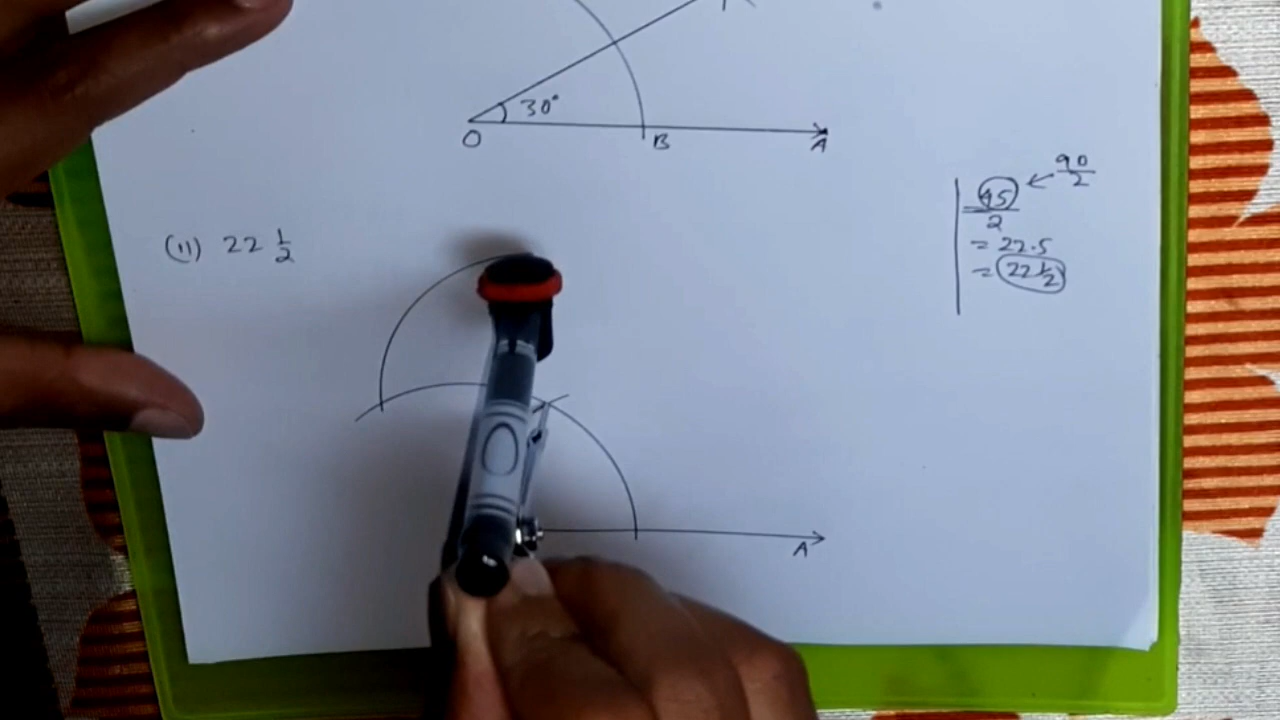 30°
O B A
90
2
45
2
= 22.5
= 22 1/2
(ii) 22 1/2
A